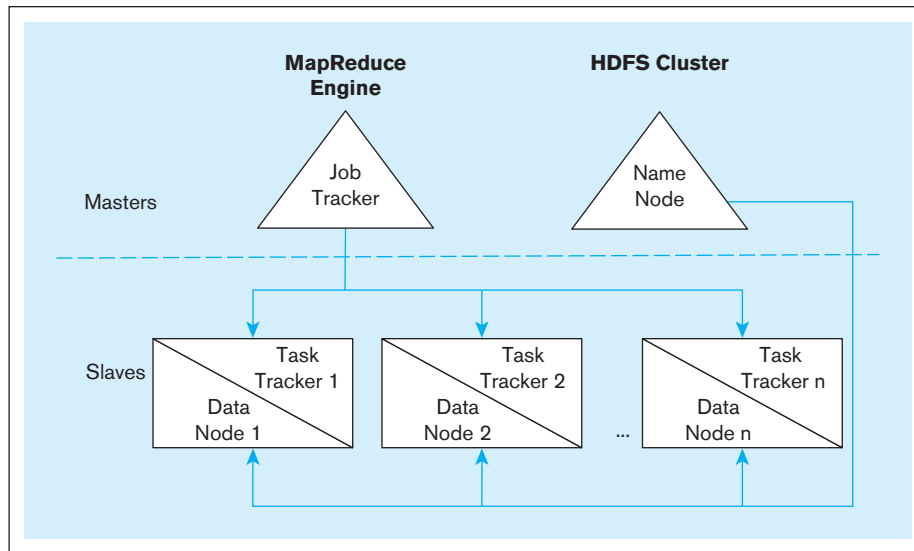 MapReduce
Engine
HDFS Cluster
Job
Tracker
Name
Node
Masters
Slaves
Task
Tracker 1
Data
Node 1
Task
Tracker 2
Data
Node 2
...
Task
Tracker n
Data
Node n